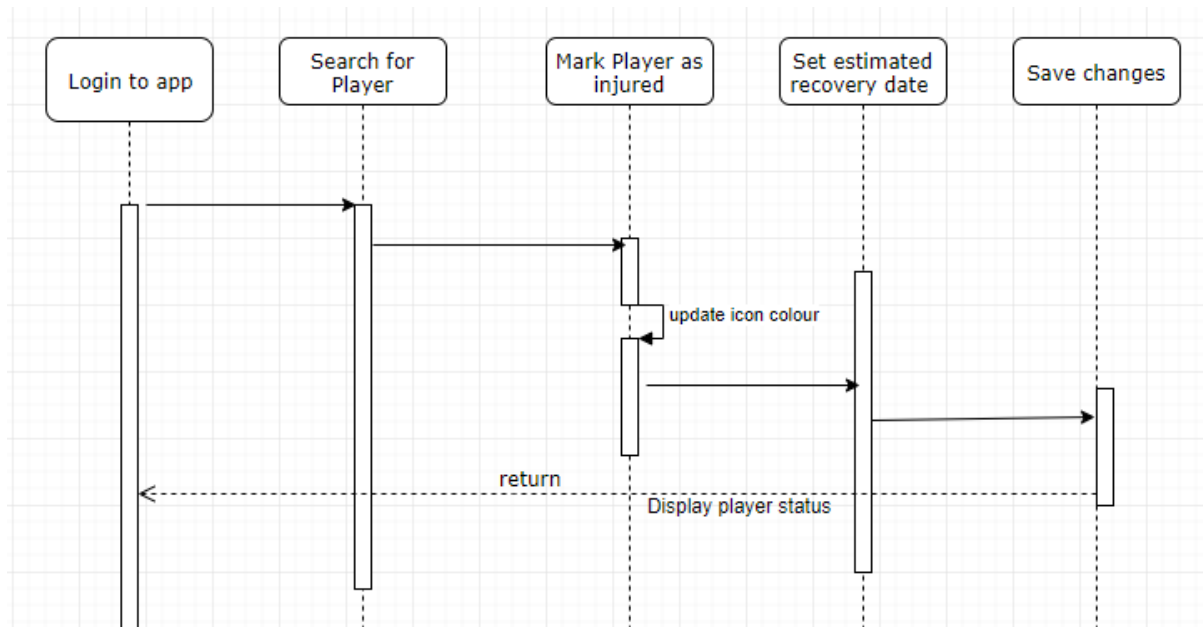 Login to app
Search for
Player
Mark Player as
injured
Set estimated
recovery date
Save changes
update icon colour
return
Display player status